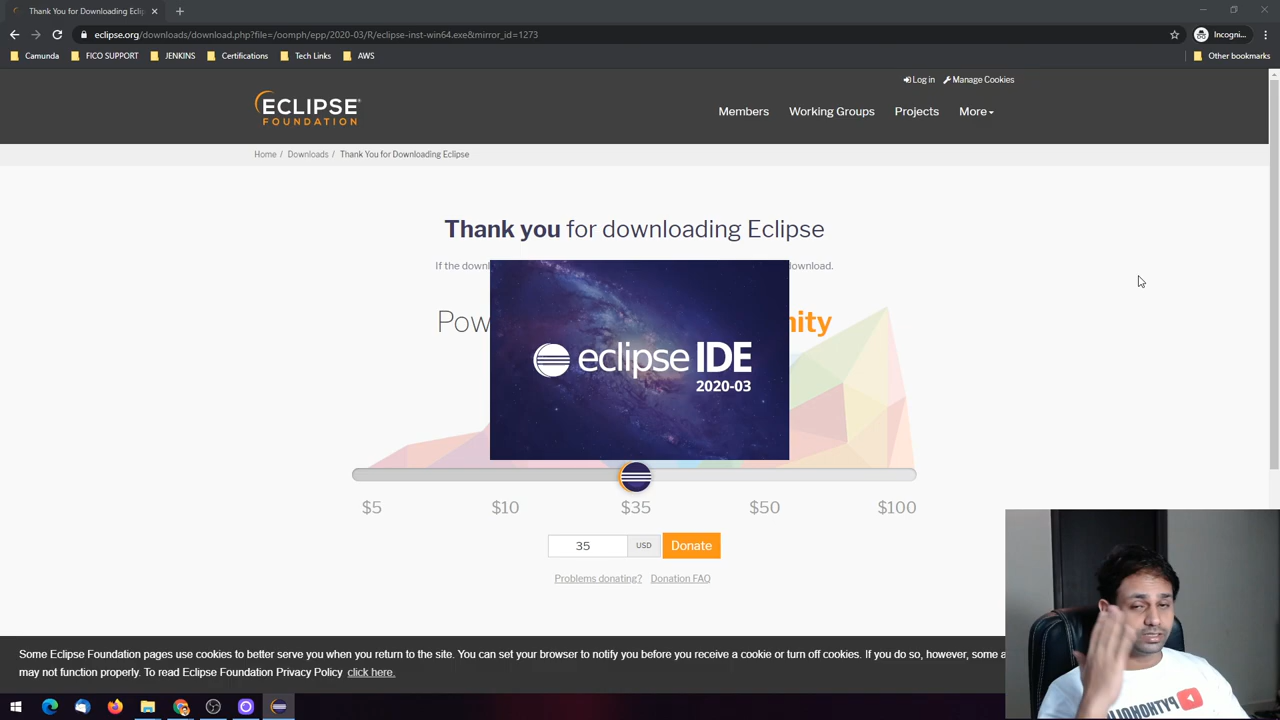 Thank You for Downloading Eclip
eclipse.org/downloads/download.php?file=/oomph/epp/2020-03/R/eclipse-inst-win64.exe&mirror_id=1273
Incogni...
Camunda
FICO SUPPORT
JENKINS
Certifications
Tech Links
AWS
Other bookmarks
Log in
Manage Cookies
ECLIPSE
FOUNDATION
Members
Working Groups
Projects
More
Home / Downloads / Thank You for Downloading Eclipse
Thank you for downloading Eclipse
If the downl
ownload.
Pow
nity
eclipse IDE
2020-03
$5
$10
$35
$50
$100
35
USD
Donate
Problems donating?
Donation FAQ
Some Eclipse Foundation pages use cookies to better serve you when you return to the site. You can set your browser to notify you before you receive a cookie or turn off cookies. If you do so, however, some a
may not function properly. To read Eclipse Foundation Privacy Policy click here.